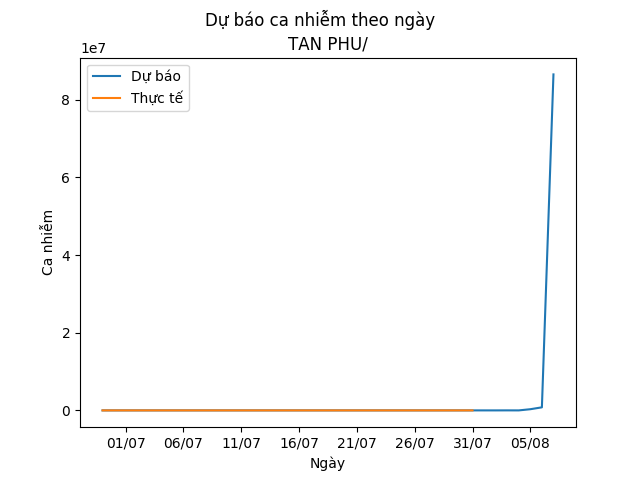 Dự báo ca nhiễm theo ngày
TAN PHU/
1e7
Dự báo
Thực tế
8
6
4
2
0
Ca nhiễm
01/07 06/07 11/07 16/07 21/07 26/07 31/07 05/08
Ngày